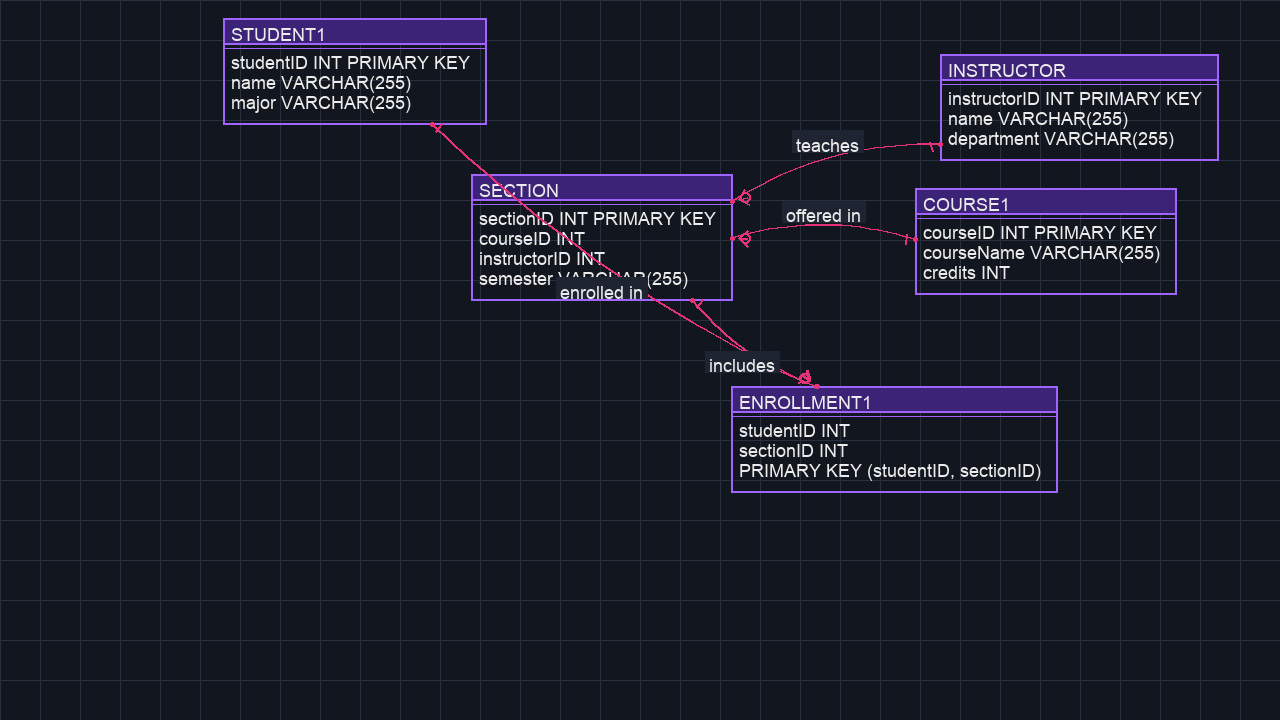 STUDENT1
studentID INT PRIMARY KEY
name VARCHAR(255)
major VARCHAR(255)
INSTRUCTOR
instructorID INT PRIMARY KEY
name VARCHAR(255)
department VARCHAR(255)
teaches
SECTION
sectionID INT PRIMARY KEY
courseID INT
instructorID INT
semester VARCHAR(255)
offered in
COURSE1
courseID INT PRIMARY KEY
courseName VARCHAR(255)
credits INT
enrolled in
includes
ENROLLMENT1
studentID INT
sectionID INT
PRIMARY KEY (studentID, sectionID)